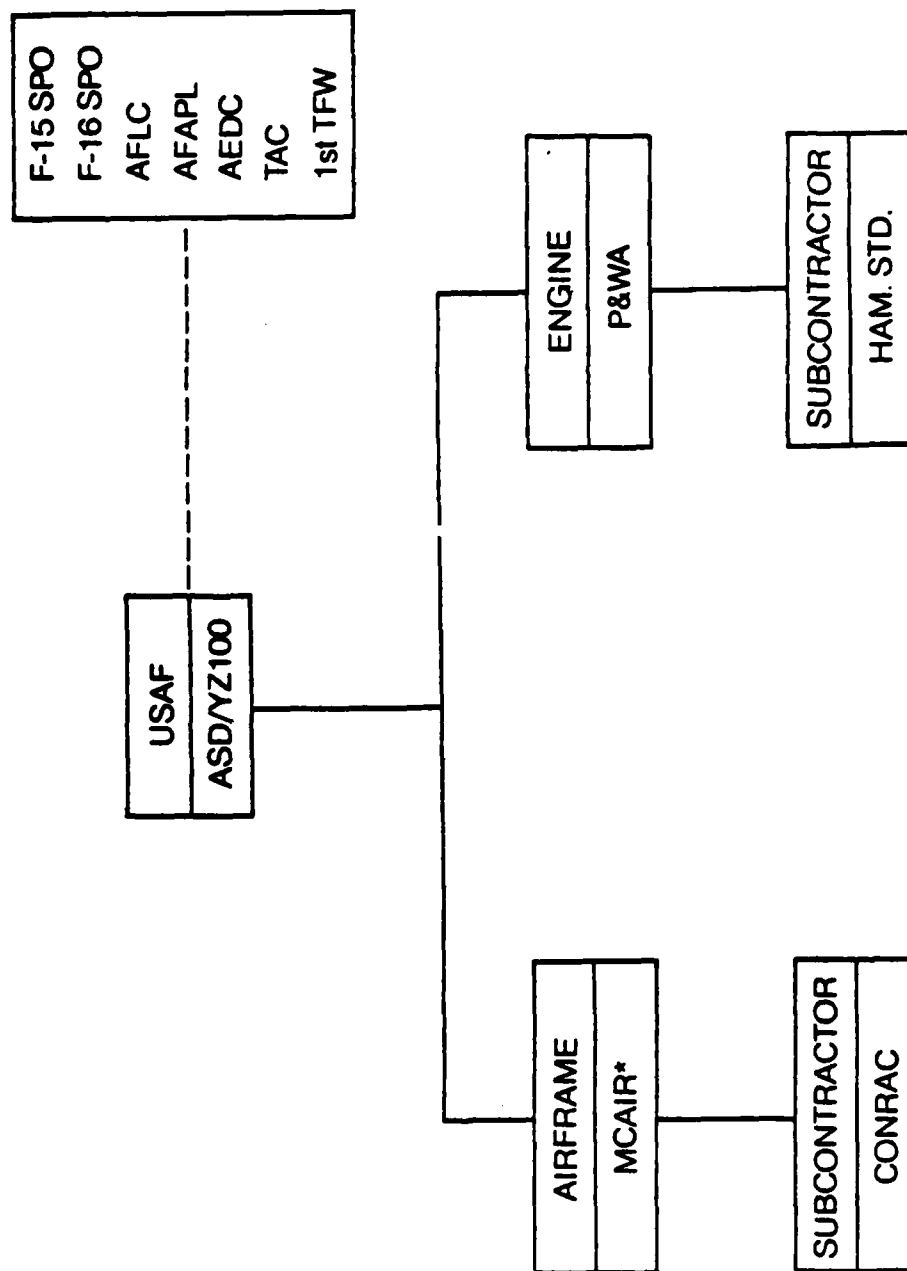 F-15 SPO
F-16 SPO
AFLC
AFAPL
AEDC
TAC
1st TFW
USAF
ASD/YZ100
AIRFRAME
MCAIR*
ENGINE
P&WA
SUBCONTRACTOR
CONRAC
SUBCONTRACTOR
HAM. STD.